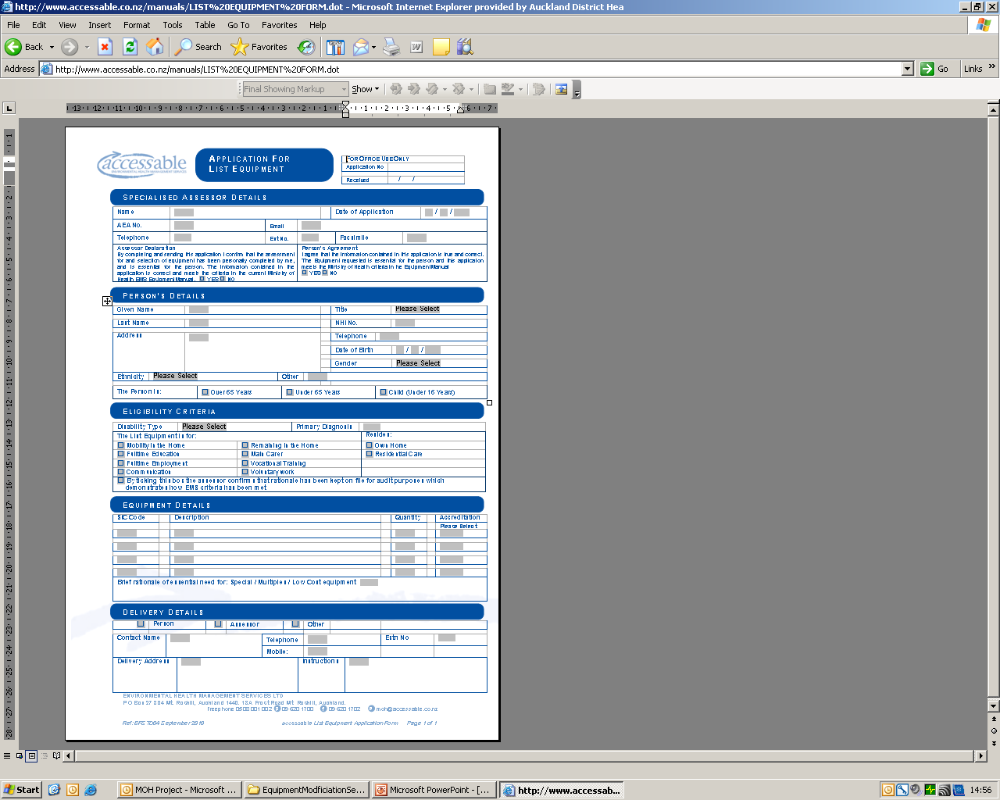 http://www.accessable.co.nz/manuals/LIST%20EQUIPMENT%20FORM.dot - Microsoft Internet Explorer provided by Auckland District Hea
File Edit View Insert Format Tools Table Go To Favorites Help
Back Search Favorites
Address http://www.accessable.co.nz/manuals/LIST%20EQUIPMENT%20FORM.dot Go Links »
Final Showing Markup Show
accessable
ENVIRONMENTAL HEALTH MANAGEMENT SERVICES LTD
APPLICATION FOR
LIST EQUIPMENT
FOR OFFICE USE ONLY
Application No
Received / /
SPECIALISED ASSESSOR DETAILS
Name Date of Application / /
AEA No. Email
Telephone Ext No. Facsimile
Assessor Declaration
By completing and sending this application I confirm that the assessment
for and selection of equipment has been personally completed by me,
and is essential for the person. The information contained in the
application is correct and meets the criteria in the current Ministry of
Health EMS Equipment Manual. YES NO
Person's Agreement
I agree that the information contained in this application is true and correct.
The Equipment requested is essential for the person and this application
meets the Ministry of Health criteria in he Equipment Manual
YES NO
PERSON'S DETAILS
Given Name Title Please Select
Last Name NHI No.
Address Telephone
Date of Birth / /
Gender Please Select
Ethnicity Please Select Other
The Person is: Over 65 Years Under 65 Years Child (Under 16 Years)
ELIGIBILITY CRITERIA
Disability Type Please Select Primary Diagnosis
The List Equipment is for: Resides:
Mobility in the Home Remaining in the Home Own Home
Fulltime Education Main Carer Residential Care
Fulltime Employment Vocational Training
Communication Voluntary work
By ticking this box the assessor confirms that rationale has been kept on file for audit purposes which
demonstrates how EMS criteria has been met
EQUIPMENT DETAILS
SIC Code Description Quantity Accreditation
Please Select
Brief rationale of essential need for: Special / Multiples / Low Cost equipment
DELIVERY DETAILS
Person Assessor Other
Contact Name Telephone Extn No
Mobile:
Delivery Address Instructions
ENVIRONMENTAL HEALTH MANAGEMENT SERVICES LTD
P O Box 27 804 Mt. Roskill, Auckland 1440. 18A Frost Road Mt. Roskill, Auckland.
Freephone 0508 001 002 09 620 1700 09 620 1702 moh@accessable.co.nz
Ref: EFS 7004 September 2010 accessable List Equipment Application Form Page 1 of 1
Start MOH Project - Microsoft ... EquipmentModficiationSe... Microsoft PowerPoint - [... http://www.accessab... 14:56